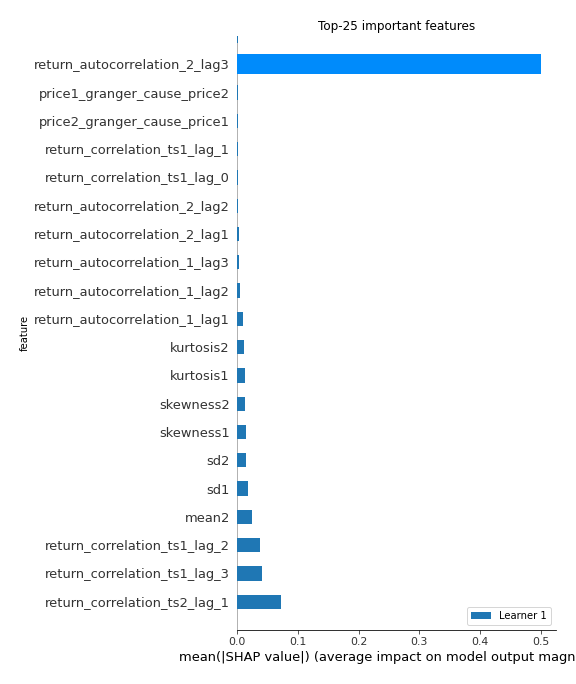 Top-25 important features
return_autocorrelation_2_lag3
price1_granger_cause_price2
price2_granger_cause_price1
return_correlation_ts1_lag_1
return_correlation_ts1_lag_0
return_autocorrelation_2_lag2
return_autocorrelation_2_lag1
return_autocorrelation_1_lag3
return_autocorrelation_1_lag2
return_autocorrelation_1_lag1
feature
kurtosis2
kurtosis1
skewness2
skewness1
sd2
sd1
mean2
return_correlation_ts1_lag_2
return_correlation_ts1_lag_3
return_correlation_ts2_lag_1
Learner 1
0.0 0.1 0.2 0.3 0.4 0.5
mean(|SHAP value|) (average impact on model output magn